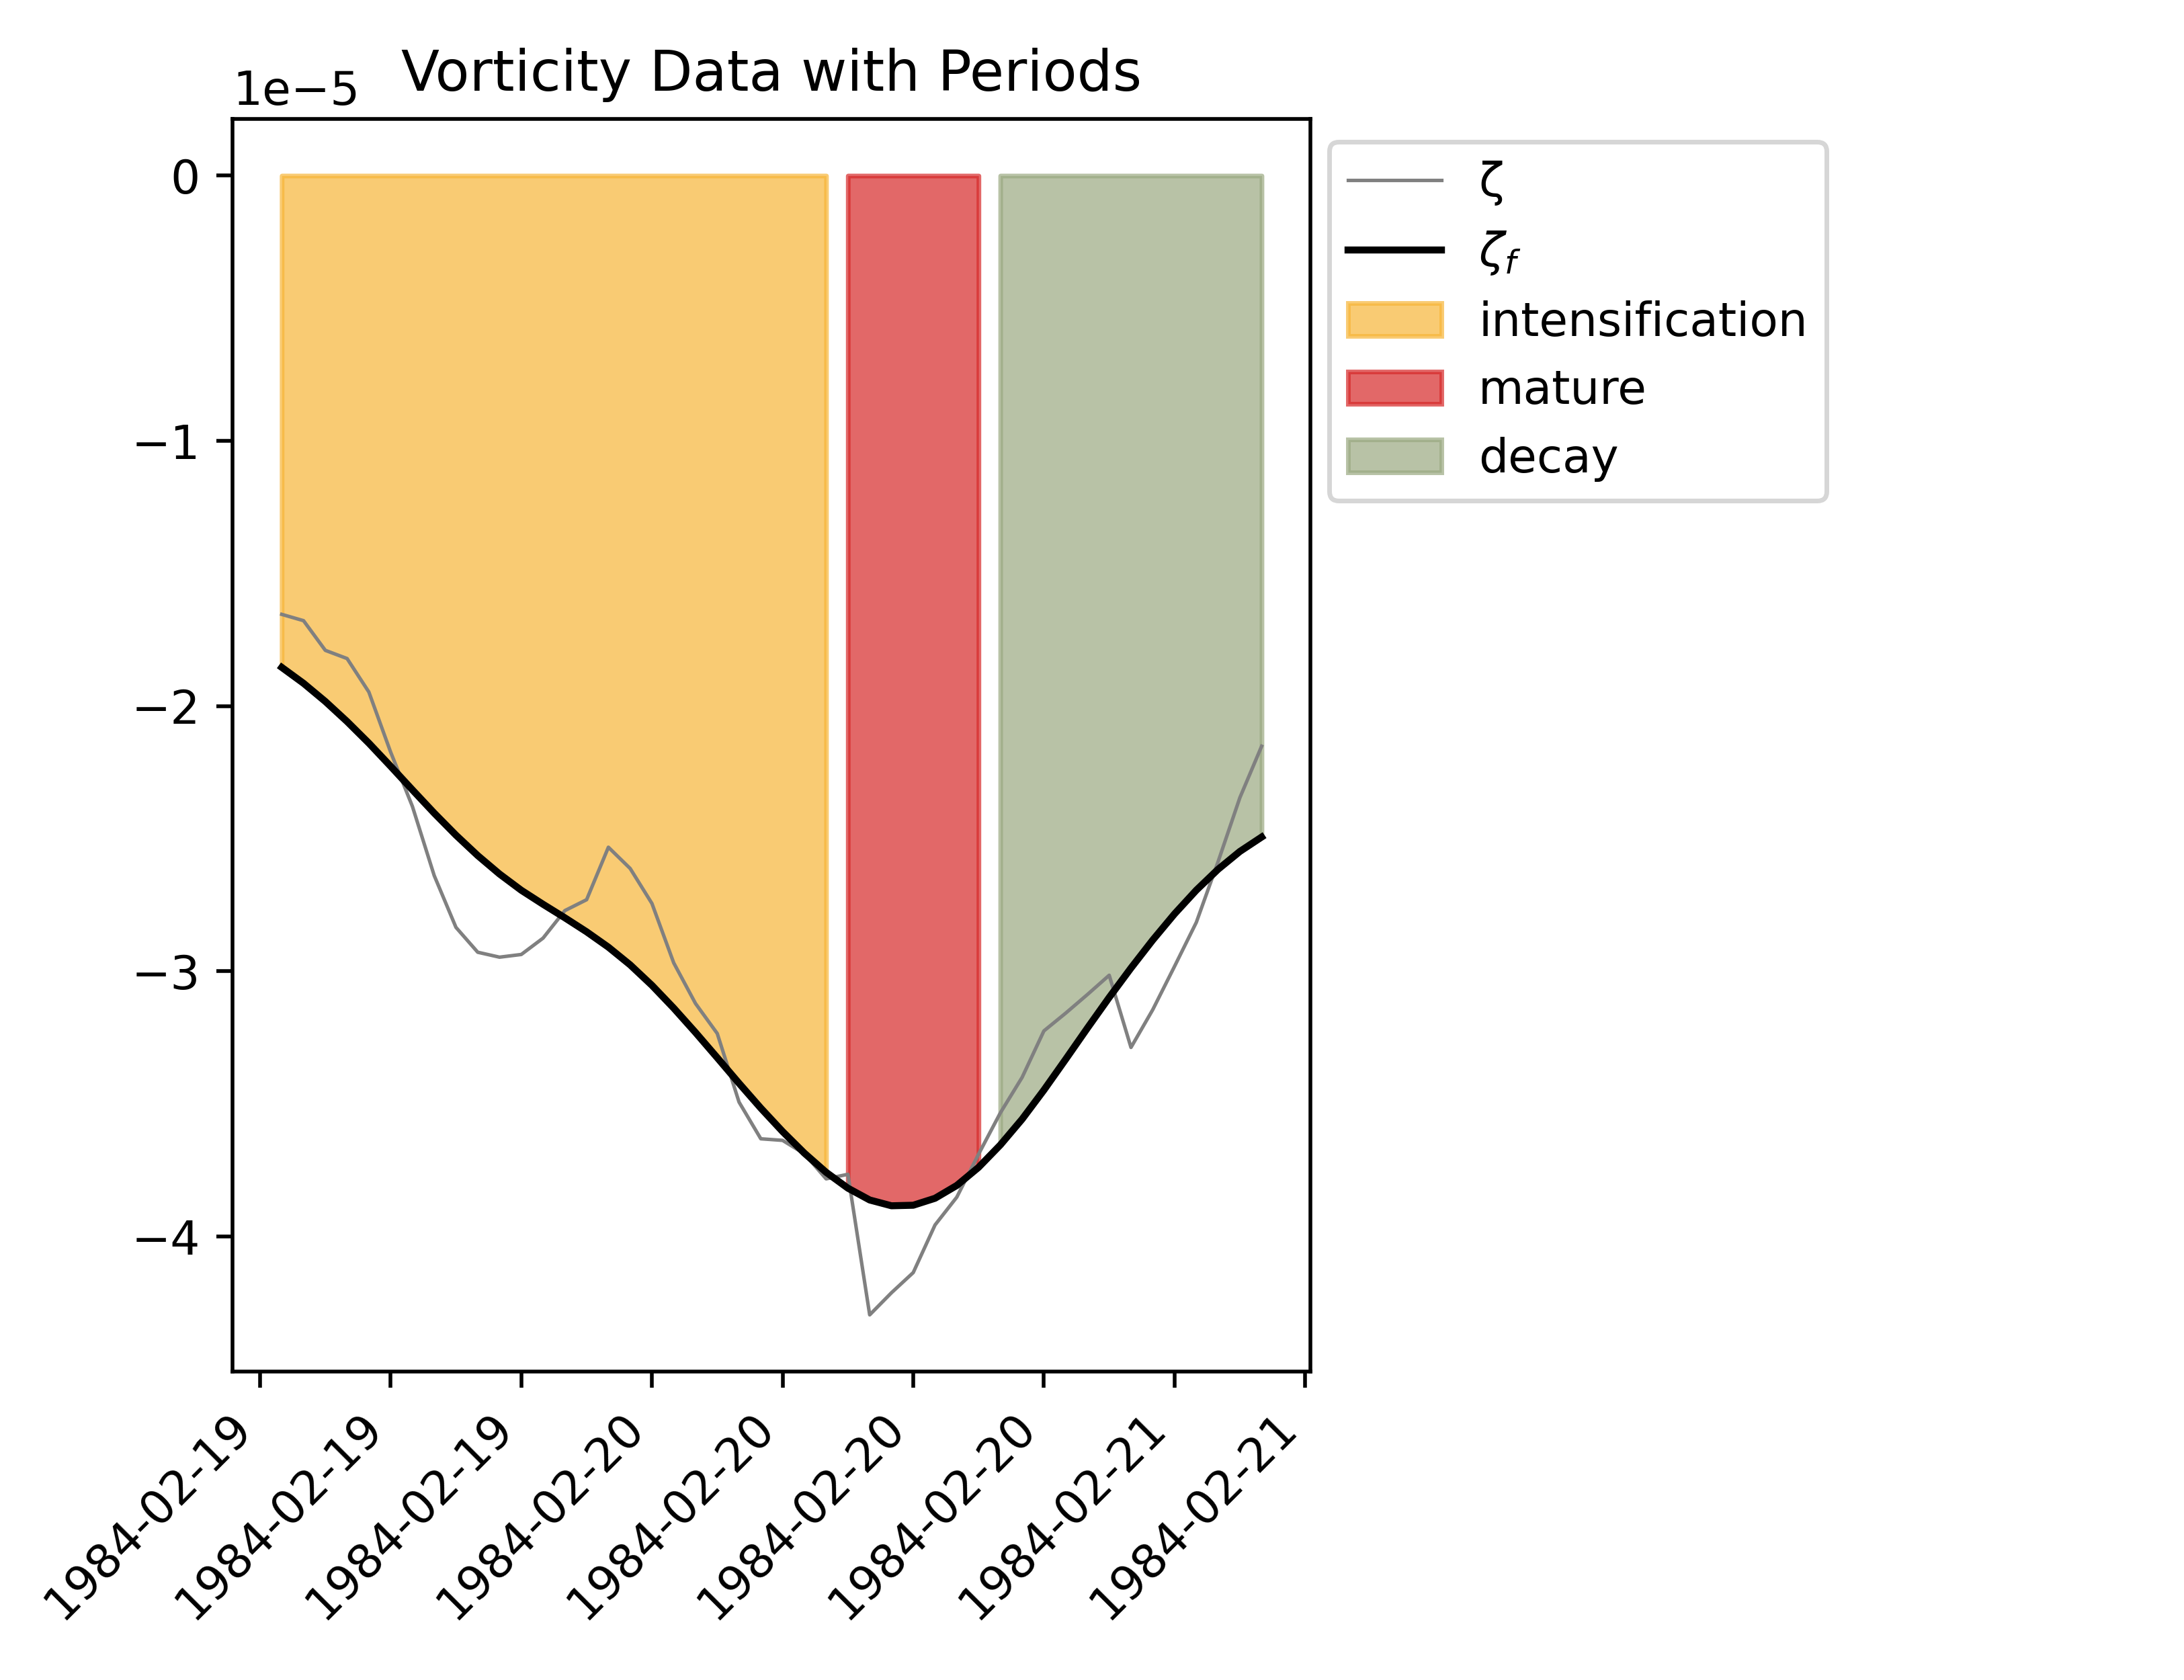 Vorticity Data with Periods
1e−5
0
−1
−2
−3
−4
1984-02-19
1984-02-19
1984-02-19
1984-02-20
1984-02-20
1984-02-20
1984-02-20
1984-02-21
1984-02-21
ζ
ζf
intensification
mature
decay